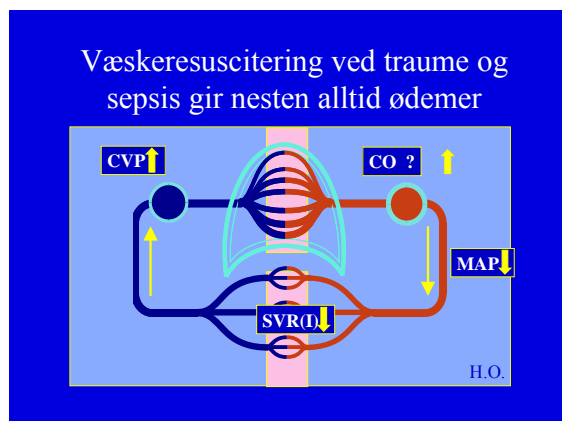 Væskeresuscitering ved traume og
sepsis gir nesten alltid ødemer
CVP
CO ?
MAP
SVR(I)
H.O.